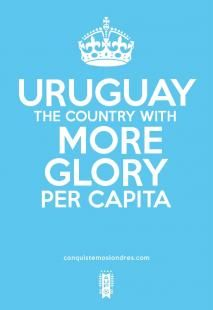 URUGUAY
THE COUNTRY WITH
MORE
GLORY
PER CAPITA
conquistemoslondres.com